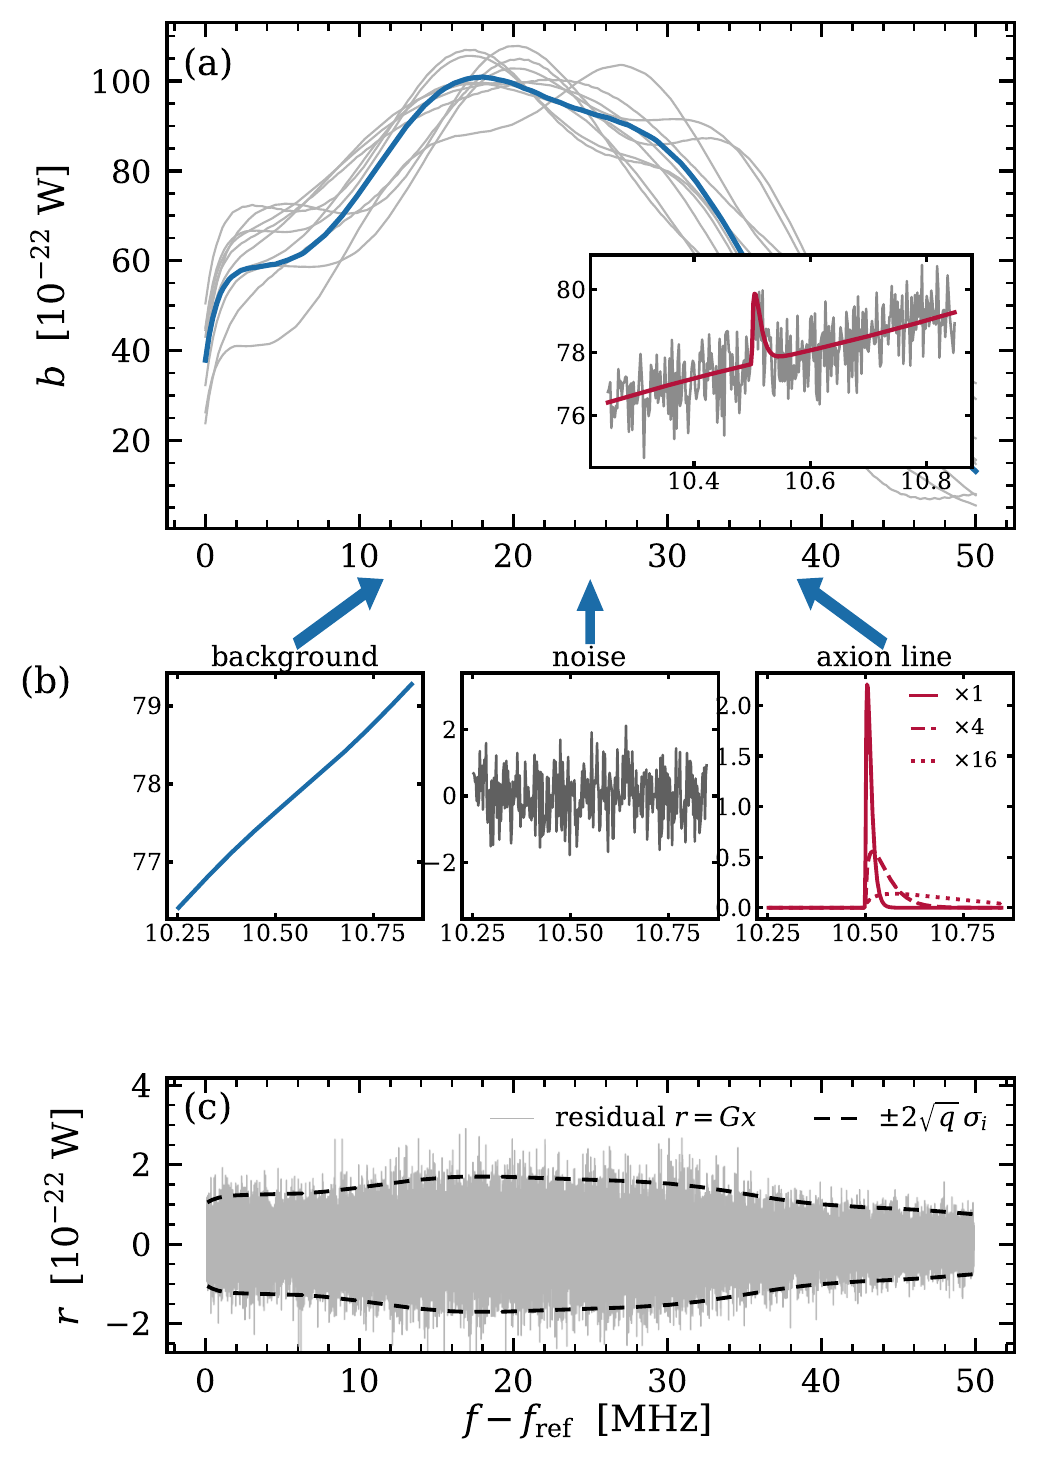 (a)
b [10⁻²² W]
100
80
60
40
20
80
78
76
10.4 10.6 10.8
0 10 20 30 40 50
(b)
background noise axion line
79
78
77
10.25 10.50 10.75
2
0
−2
10.25 10.50 10.75
2.0
1.5
1.0
0.5
0.0
×1
×4
×16
10.25 10.50 10.75
(c)
r [10⁻²² W]
4
2
0
−2
residual r = Gx ±2√q σᵢ
0 10 20 30 40 50
f − f_ref [MHz]